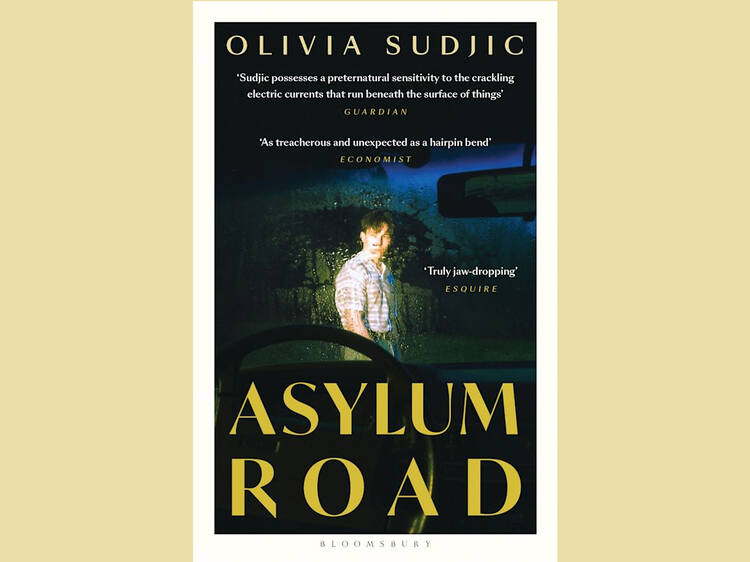 OLIVIA SUDJIC
‘Sudjic possesses a preternatural sensitivity to the crackling
electric currents that run beneath the surface of things’
GUARDIAN
‘As treacherous and unexpected as a hairpin bend’
ECONOMIST
‘Truly jaw-dropping’
ESQUIRE
ASYLUM
ROAD
BLOOMSBURY